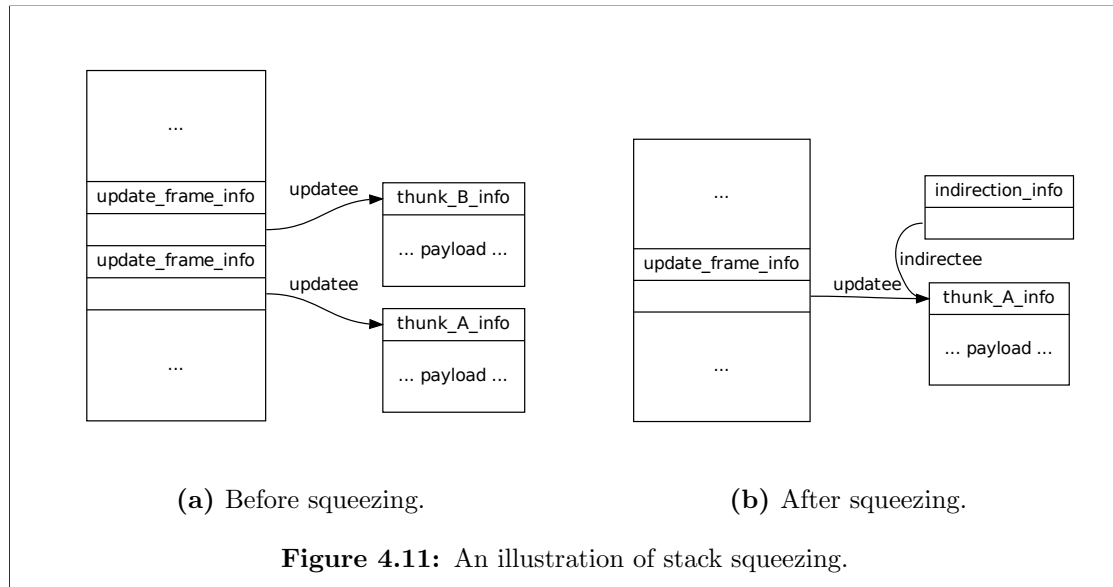 ...
update_frame_info
updatee
thunk_B_info
... payload ...
update_frame_info
updatee
thunk_A_info
... payload ...
...
...
update_frame_info
updatee
indirection_info
indirectee
thunk_A_info
... payload ...
...
(a) Before squeezing.
(b) After squeezing.
Figure 4.11: An illustration of stack squeezing.